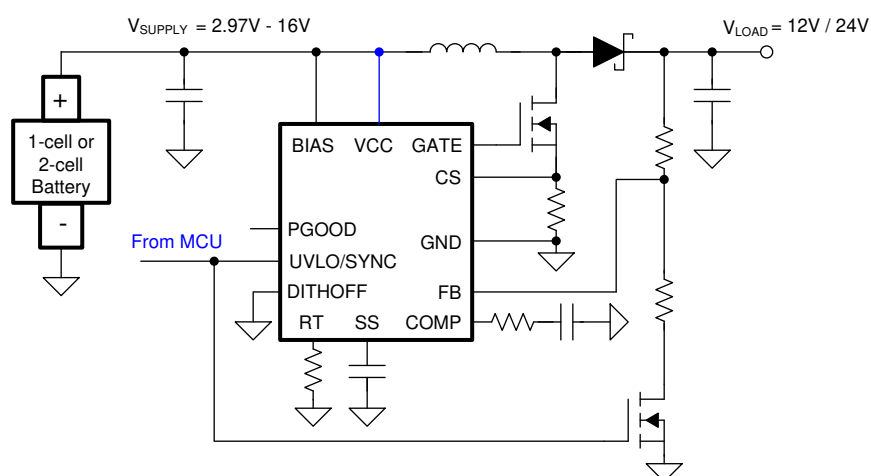 VSUPPLY = 2.97V - 16V
VLOAD = 12V / 24V
+
1-cell or
2-cell
Battery
-
BIAS VCC GATE
CS
PGOOD
GND
From MCU
UVLO/SYNC
DITHOFF
FB
RT SS COMP